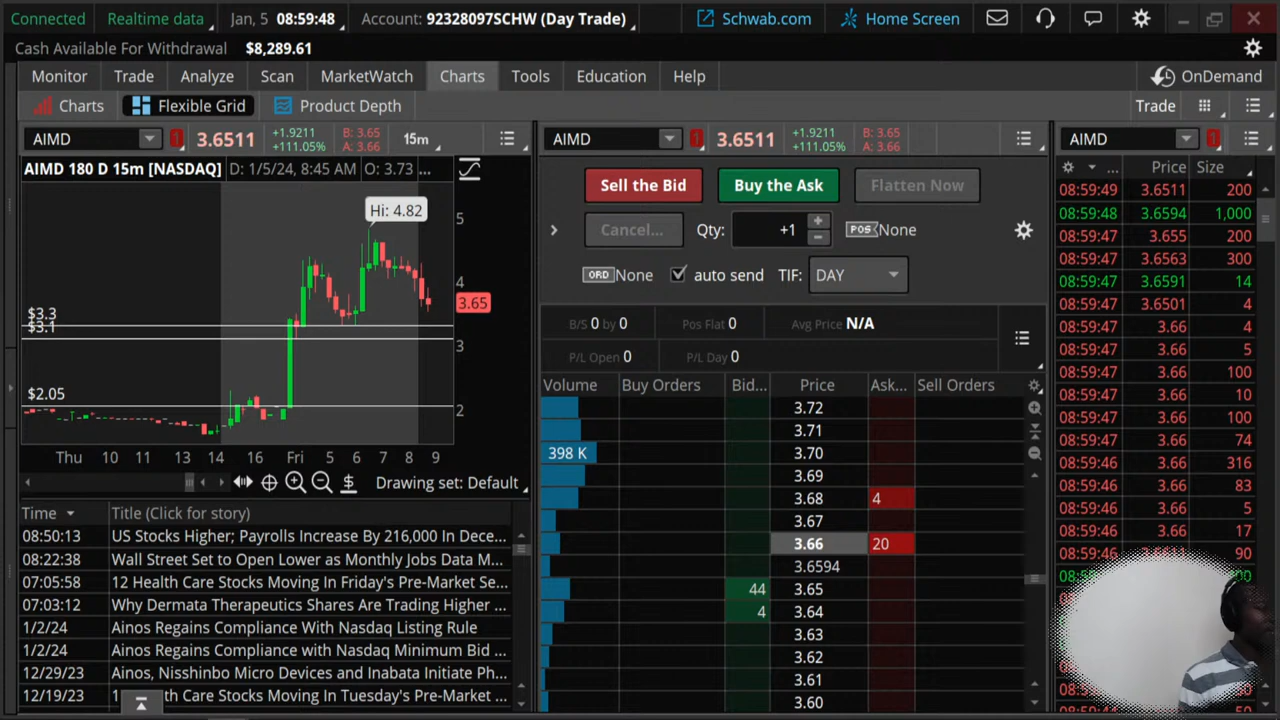 Connected Realtime data Jan, 5 08:59:48 Account: 92328097SCHW (Day Trade) Schwab.com Home Screen
Cash Available For Withdrawal $8,289.61
Monitor Trade Analyze Scan MarketWatch Charts Tools Education Help OnDemand
Charts Flexible Grid Product Depth Trade
AIMD 1 3.6511 +1.9211 +111.05% B: 3.65 A: 3.66 15m
AIMD 1 3.6511 +1.9211 +111.05% B: 3.65 A: 3.66
AIMD 1
AIMD 180 D 15m [NASDAQ] D: 1/5/24, 8:45 AM O: 3.73 ...
Hi: 4.82
5
4
3.65
$3.3
$3.1
3
$2.05
2
Thu 10 11 13 14 16 Fri 5 6 7 8 9
Drawing set: Default
Time Title (Click for story)
08:50:13 US Stocks Higher; Payrolls Increase By 216,000 In Dece...
08:22:38 Wall Street Set to Open Lower as Monthly Jobs Data M...
07:05:58 12 Health Care Stocks Moving In Friday's Pre-Market Se...
07:03:12 Why Dermata Therapeutics Shares Are Trading Higher ...
1/2/24 Ainos Regains Compliance With Nasdaq Listing Rule
1/2/24 Ainos Regains Compliance with Nasdaq Minimum Bid ...
12/29/23 Ainos, Nisshinbo Micro Devices and Inabata Initiate Ph...
12/19/23 Health Care Stocks Moving In Tuesday's Pre-Market ...
Sell the Bid Buy the Ask Flatten Now
Cancel... Qty: +1 POS None
ORD None auto send TIF: DAY
B/S 0 by 0 Pos Flat 0 Avg Price N/A
P/L Open 0 P/L Day 0
Volume Buy Orders Bid... Price Ask... Sell Orders
3.72
3.71
398 K 3.70
3.69
3.68 4
3.67
3.66 20
3.6594
44 3.65
4 3.64
3.63
3.62
3.61
3.60
... Price Size
08:59:49 3.6511 200
08:59:48 3.6594 1,000
08:59:47 3.655 200
08:59:47 3.6563 300
08:59:47 3.6591 14
08:59:47 3.6501 4
08:59:47 3.66 4
08:59:47 3.66 5
08:59:47 3.66 100
08:59:47 3.66 10
08:59:47 3.66 100
08:59:47 3.66 74
08:59:46 3.66 316
08:59:46 3.66 83
08:59:46 3.66 5
08:59:46 3.66 17
08:59:46 90